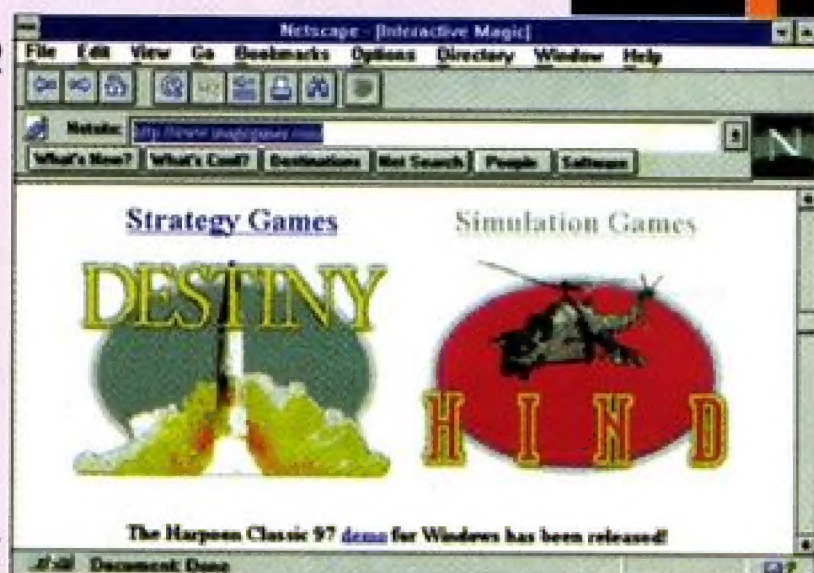 Netscape - [Interactive Magic]
File Edit View Go Bookmarks Options Directory Window Help
Netsite:
What's New? What's Cool? Destinations Net Search People Software
N
Strategy Games Simulation Games
DESTINY
HIND
The Harpoon Classic 97 demo for Windows has been released!
Document: Done